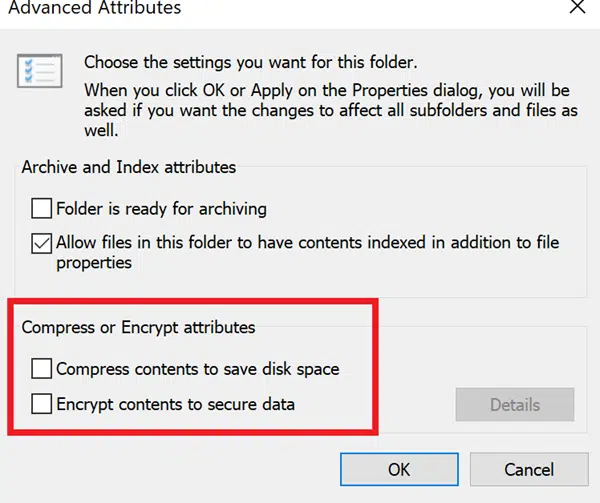 Advanced Attributes
Choose the settings you want for this folder.
When you click OK or Apply on the Properties dialog, you will be
asked if you want the changes to affect all subfolders and files as
well.
Archive and Index attributes
Folder is ready for archiving
Allow files in this folder to have contents indexed in addition to file
properties
Compress or Encrypt attributes
Compress contents to save disk space
Encrypt contents to secure data
Details
OK
Cancel